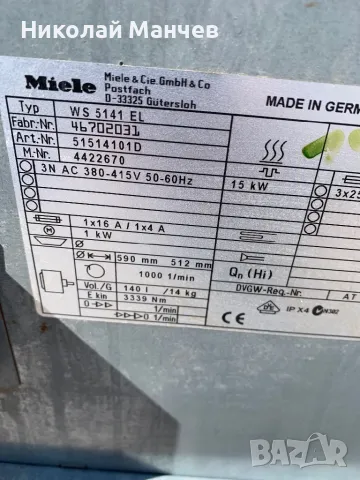 Николай Манчев
Miele
Miele & Cie. GmbH & Co
Postfach
D-33325 Gütersloh
MADE IN GERM
Typ WS 5141 EL
Fabr.-Nr. 46702031
Art.-Nr. 51514101D
M.-Nr. 4422670
3N AC 380-415V 50-60Hz
15 kW
3x25
1x16 A / 1x4 A
M 1 kW
Ø 590 mm 512 mm
1000 1/min
Qn (Hi)
Vol./G 140 l /14 kg
DVGW-Reg.-Nr.
AT
E kin 3339 Nm
1/min
1/min
IP X4 N302
BAZAR